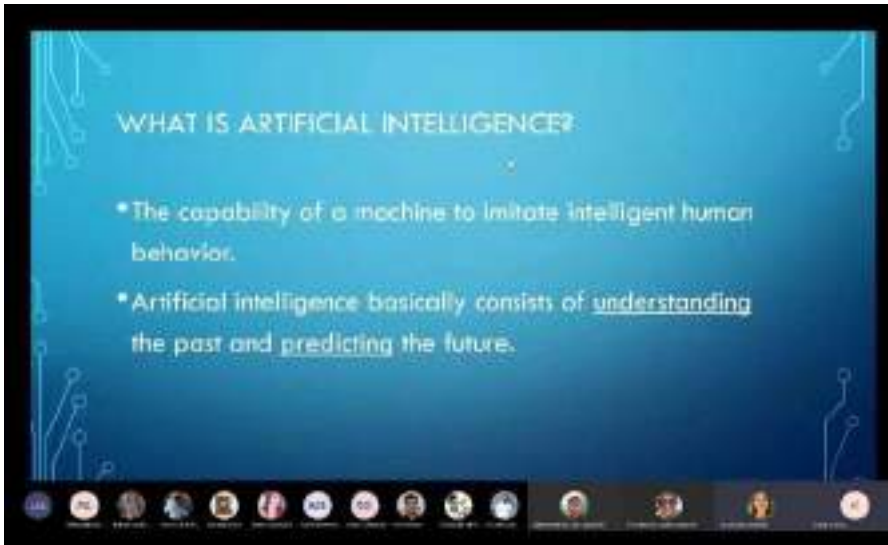 WHAT IS ARTIFICIAL INTELLIGENCE?
•The capability of a machine to imitate intelligent human
behavior.
•Artificial intelligence basically consists of understanding
the past and predicting the future.